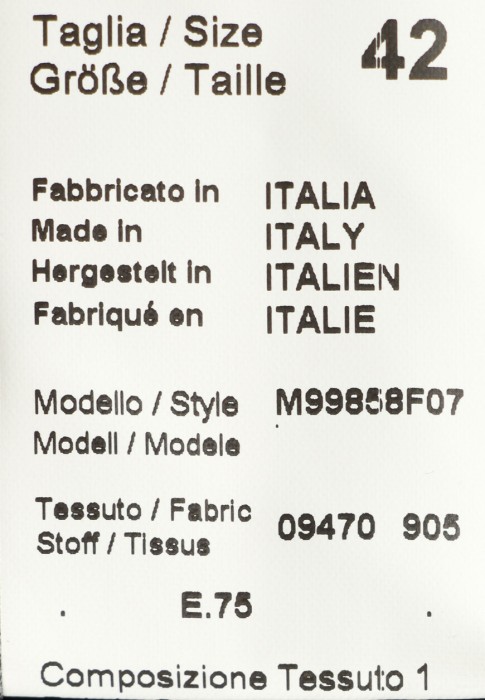 Taglia / Size 42
Größe / Taille
Fabbricato in ITALIA
Made in ITALY
Hergestelt in ITALIEN
Fabriqué en ITALIE
Modello / Style M99858F07
Modell / Modele
Tessuto / Fabric 09470 905
Stoff / Tissus
E.75
Composizione Tessuto 1